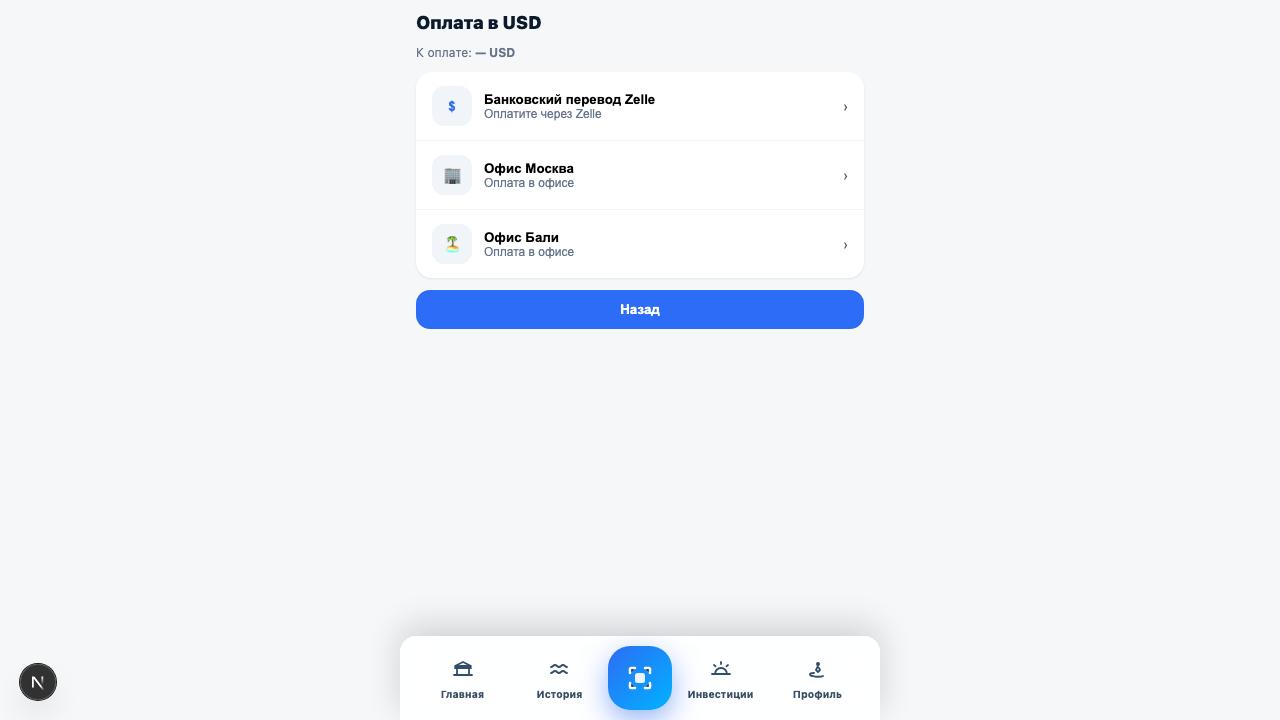 Оплата в USD
К оплате: — USD
$
Банковский перевод Zelle
Оплатите через Zelle
›
Офис Москва
Оплата в офисе
›
Офис Бали
Оплата в офисе
›
Назад
N
Главная
История
Инвестиции
Профиль